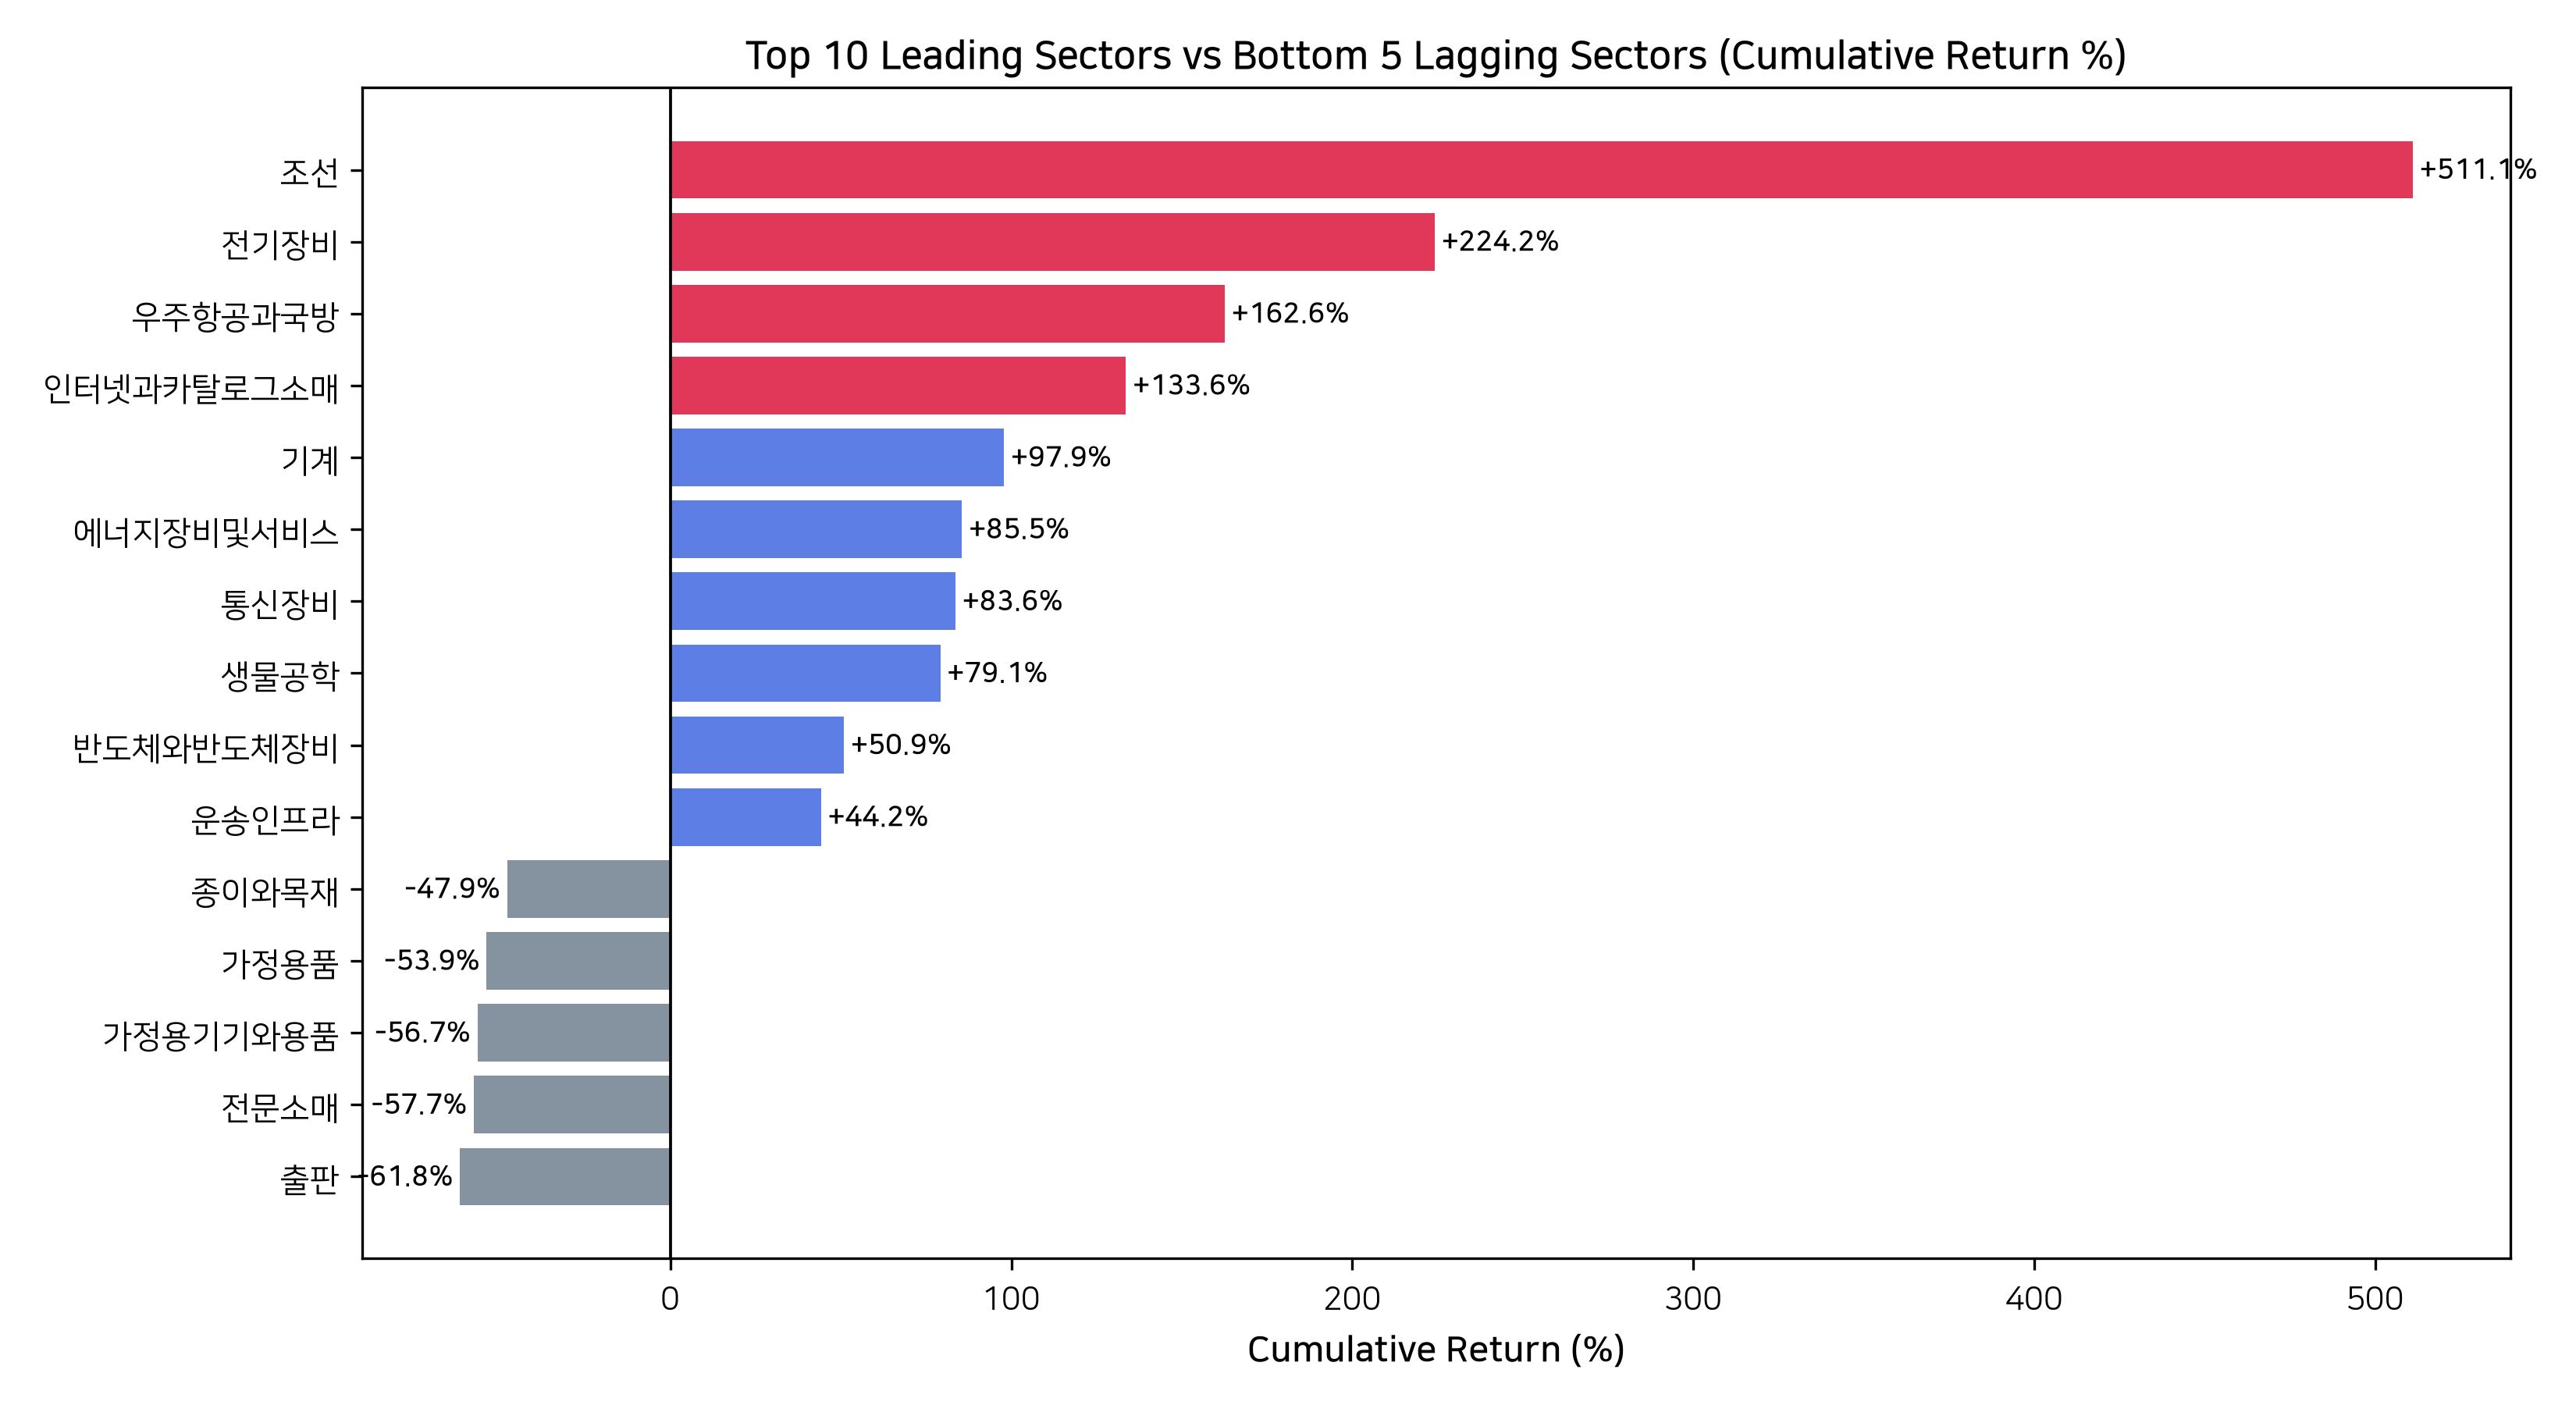 Top 10 Leading Sectors vs Bottom 5 Lagging Sectors (Cumulative Return %)
조선 +511.1%
전기장비 +224.2%
우주항공과국방 +162.6%
인터넷과카탈로그소매 +133.6%
기계 +97.9%
에너지장비및서비스 +85.5%
통신장비 +83.6%
생물공학 +79.1%
반도체와반도체장비 +50.9%
운송인프라 +44.2%
종이와목재 -47.9%
가정용품 -53.9%
가정용기기와용품 -56.7%
전문소매 -57.7%
출판 -61.8%
0 100 200 300 400 500
Cumulative Return (%)